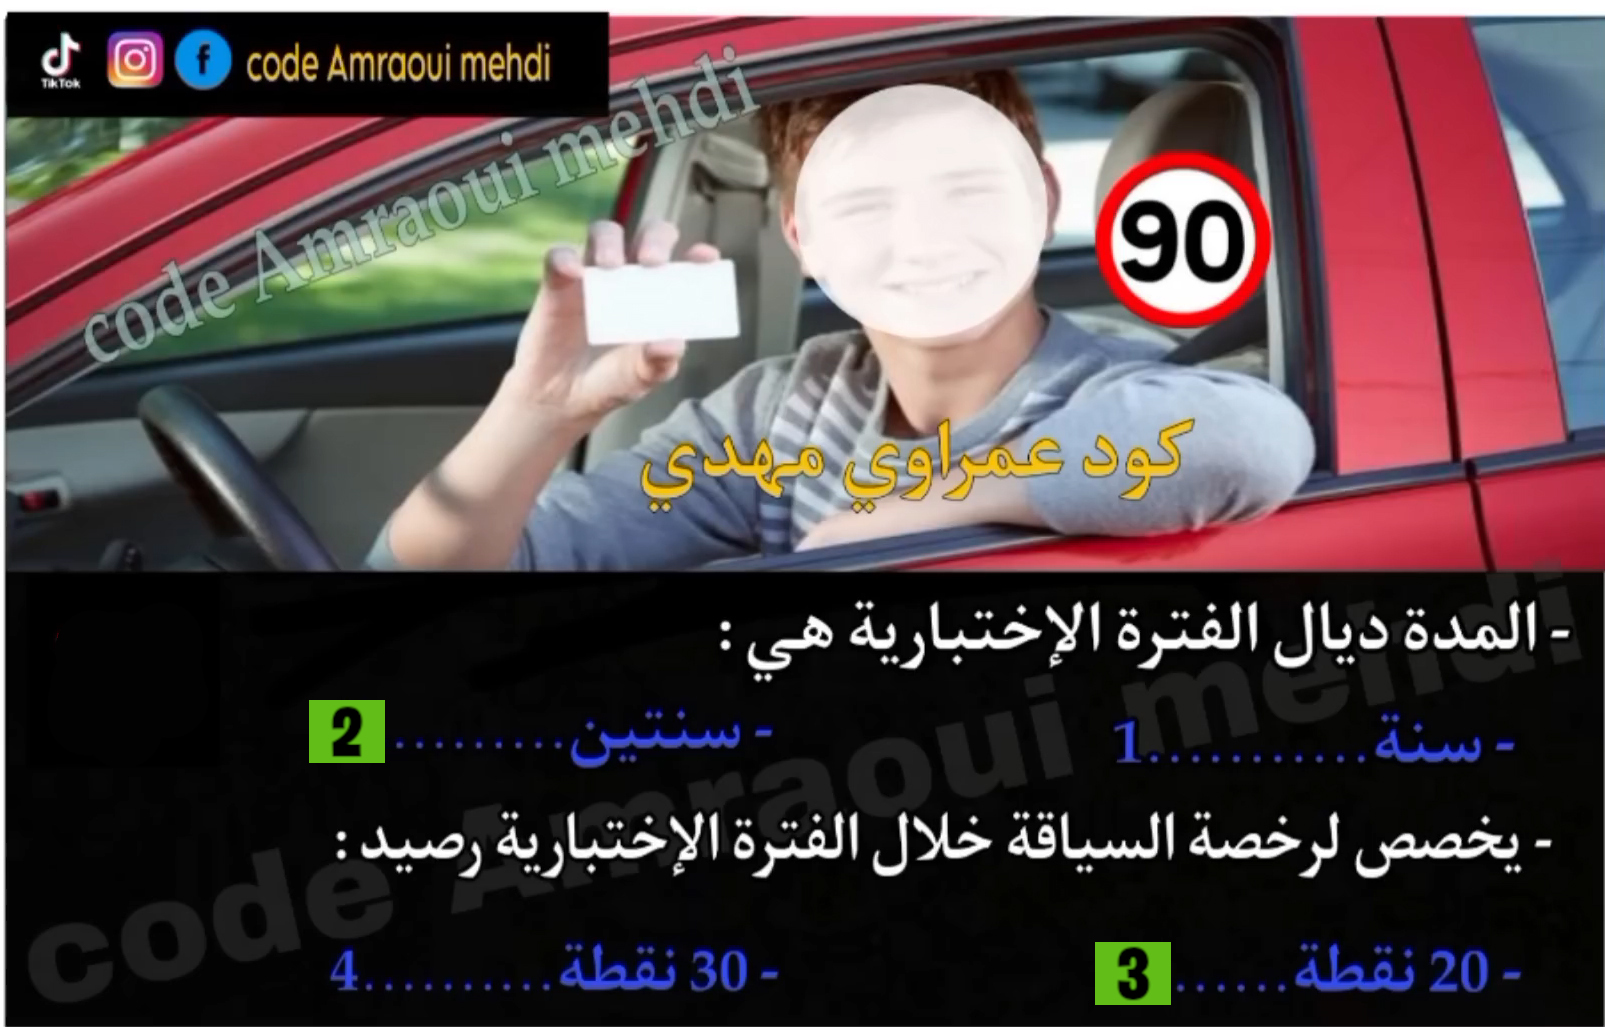 TikTok f code Amraoui mehdi
code Amraoui mehdi
90
كود عمراوي مهدي
- المدة ديال الفترة الإختبارية هي :
- سنة...........1 - سنتين.........2
- يخصص لرخصة السياقة خلال الفترة الإختبارية رصيد :
- 20 نقطة......3 - 30 نقطة..........4
code Amraoui mehdi